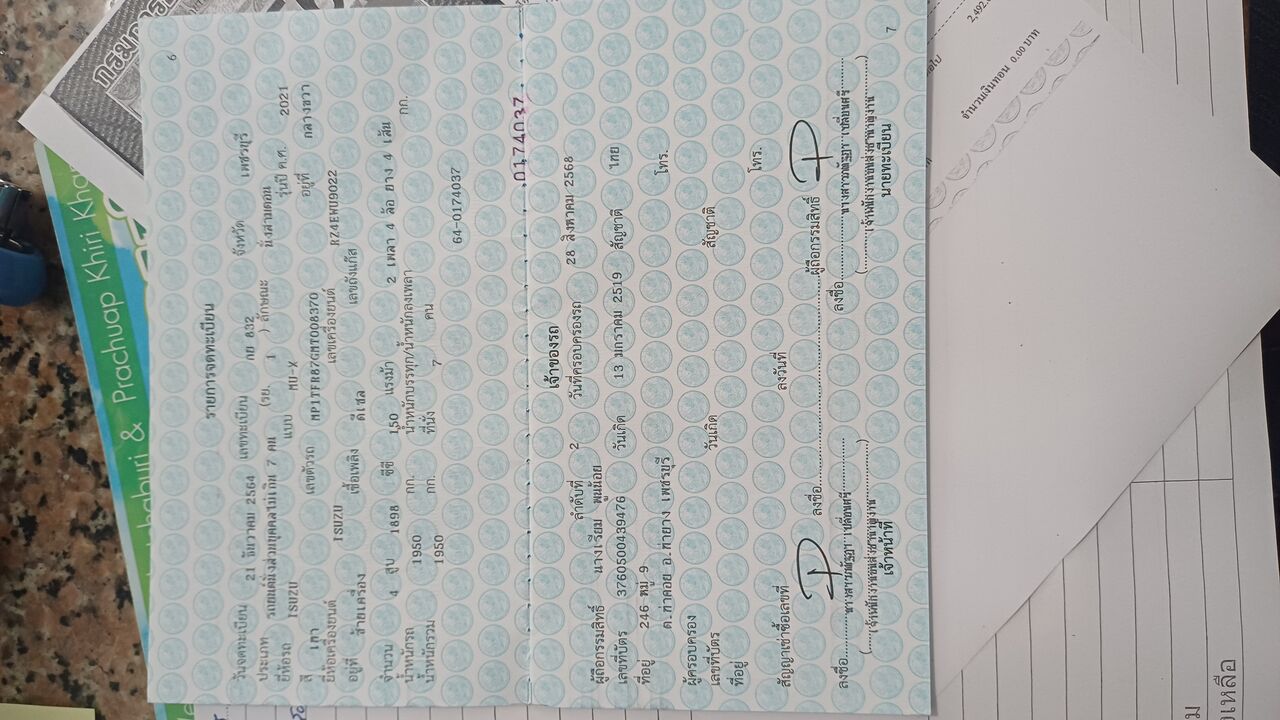 6
รายการจดทะเบียน
วันจดทะเบียน 21 ธันวาคม 2564 เลขทะเบียน กย 832 จังหวัด เพชรบุรี
ประเภท รถยนต์นั่งส่วนบุคคลไม่เกิน 7 คน (รย. 1 ) ลักษณะ นั่งสามตอน
ยี่ห้อรถ ISUZU แบบ MU-X รุ่นปี ค.ศ. 2021
สี เทา เลขตัวรถ MP1TFR87GMT008370 อยู่ที่ กลางขวา
ยี่ห้อเครื่องยนต์ ISUZU เลขเครื่องยนต์ RZ4EWU9022
อยู่ที่ ซ้ายเครื่อง เชื้อเพลิง ดีเซล เลขถังแก๊ส
จำนวน 4 สูบ 1898 ซีซี 150 แรงม้า 2 เพลา 4 ล้อ ยาง 4 เส้น
น้ำหนักรถ 1950 กก. น้ำหนักบรรทุก/น้ำหนักลงเพลา กก.
น้ำหนักรวม 1950 กก. ที่นั่ง 7 คน
64-0174037
0174037
เจ้าของรถ
ลำดับที่ 2 วันที่ครอบครองรถ 28 สิงหาคม 2568
ผู้ถือกรรมสิทธิ์ นางเรียม พูนน้อย
เลขที่บัตร 3760500439476 วันเกิด 13 มกราคม 2519 สัญชาติ ไทย
ที่อยู่ 246 หมู่ 9
ต.ท่าคอย อ.ท่ายาง เพชรบุรี โทร.
ผู้ครอบครอง
เลขที่บัตร วันเกิด สัญชาติ
ที่อยู่
โทร.
สัญญาเช่าซื้อเลขที่ ลงวันที่
ลงชื่อ ผู้ถือกรรมสิทธิ์
ลงชื่อ ลงชื่อ
เจ้าหน้าที่ นายทะเบียน
7
& Prachuap Khiri Kha
จำนวนเงินทอน 0.00 บาท